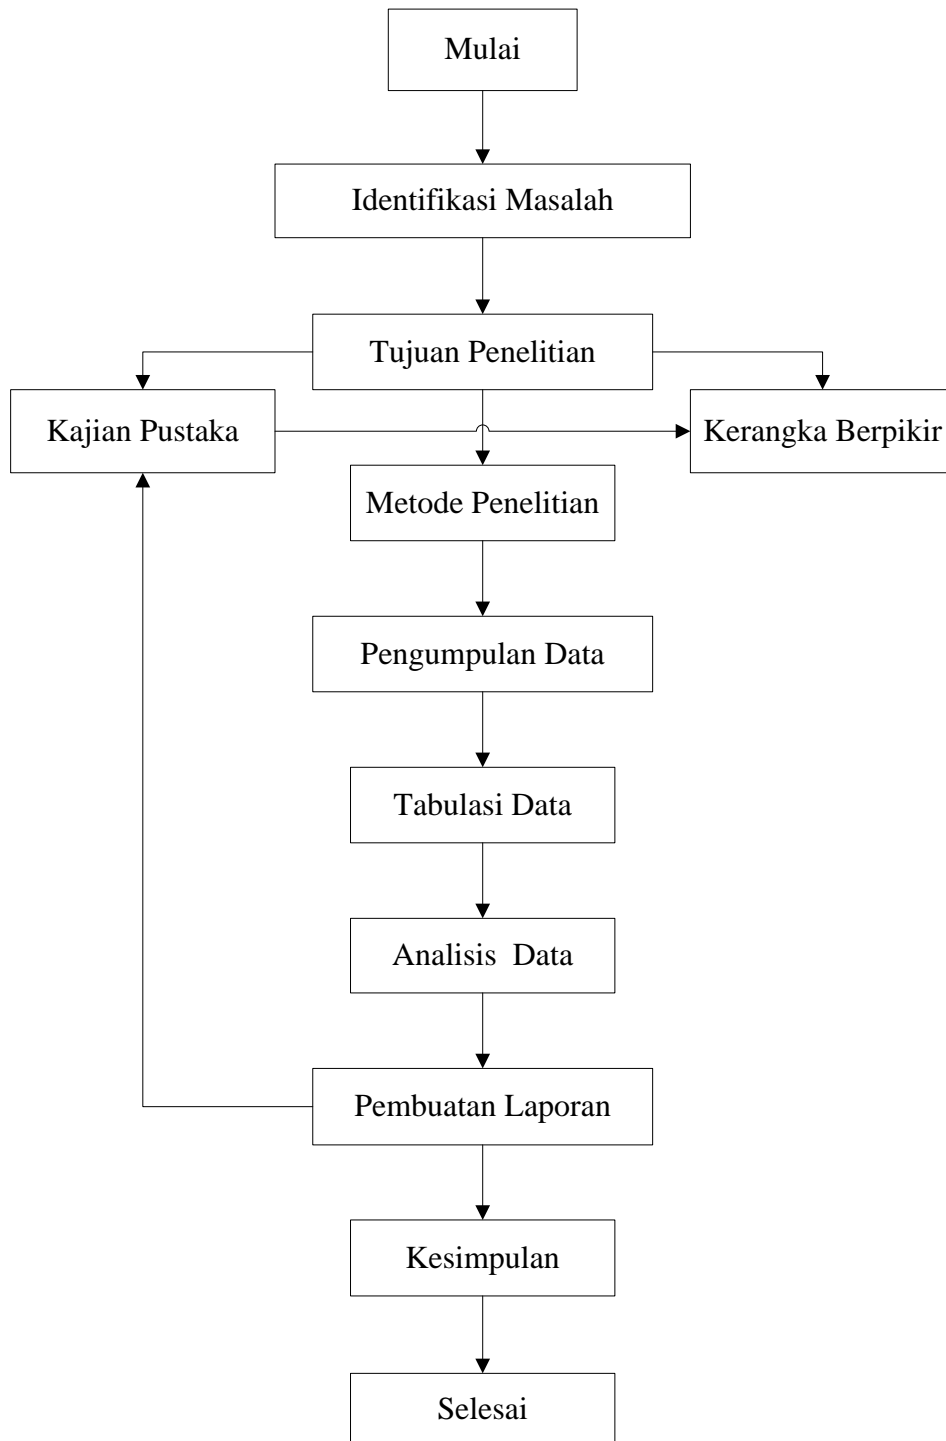 Mulai
Identifikasi Masalah
Tujuan Penelitian
Kajian Pustaka
Kerangka Berpikir
Metode Penelitian
Pengumpulan Data
Tabulasi Data
Analisis  Data
Pembuatan Laporan
Kesimpulan
Selesai